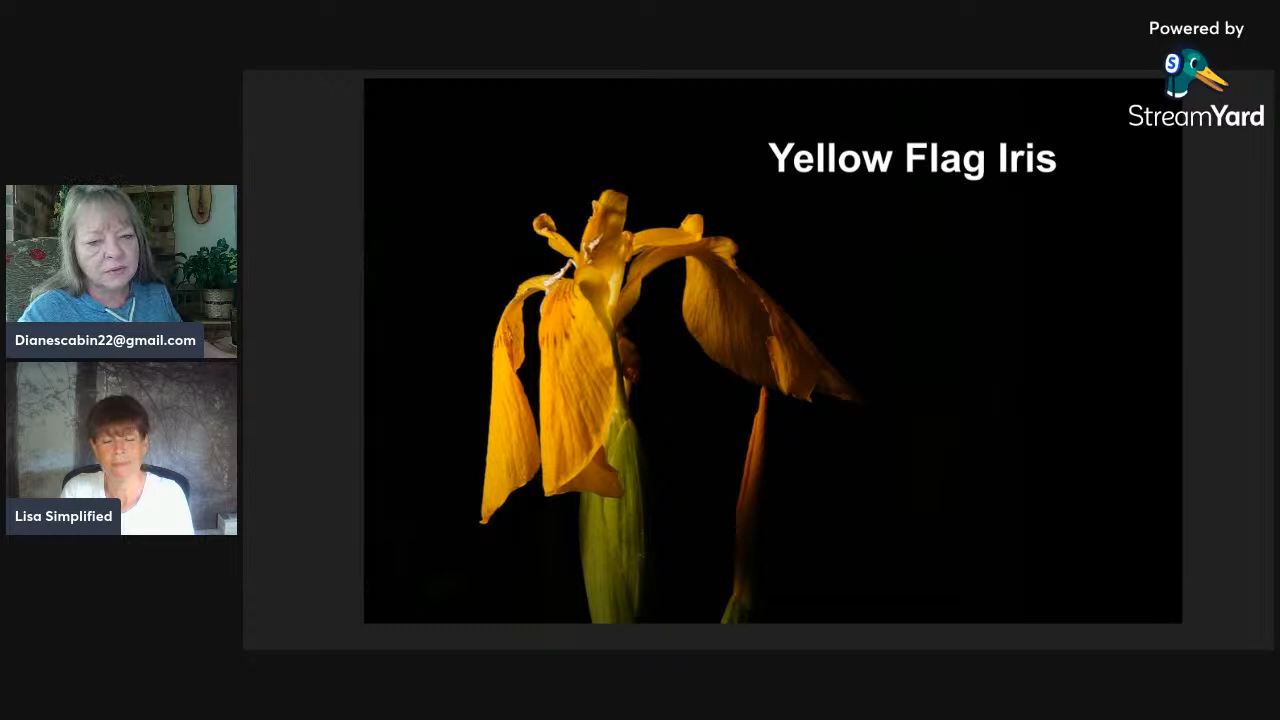 Powered by
S
StreamYard
Yellow Flag Iris
Dianescabin22@gmail.com
Lisa Simplified